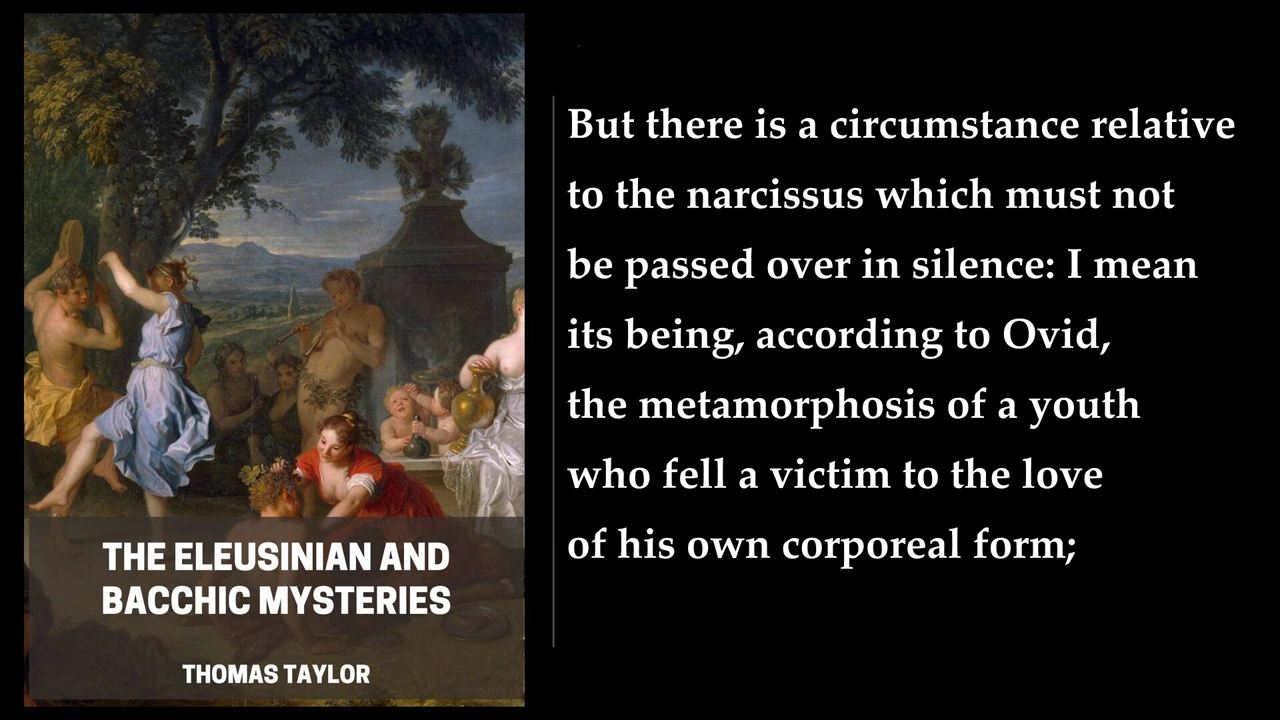 THE ELEUSINIAN AND
BACCHIC MYSTERIES
THOMAS TAYLOR
But there is a circumstance relative
to the narcissus which must not
be passed over in silence: I mean
its being, according to Ovid,
the metamorphosis of a youth
who fell a victim to the love
of his own corporeal form;